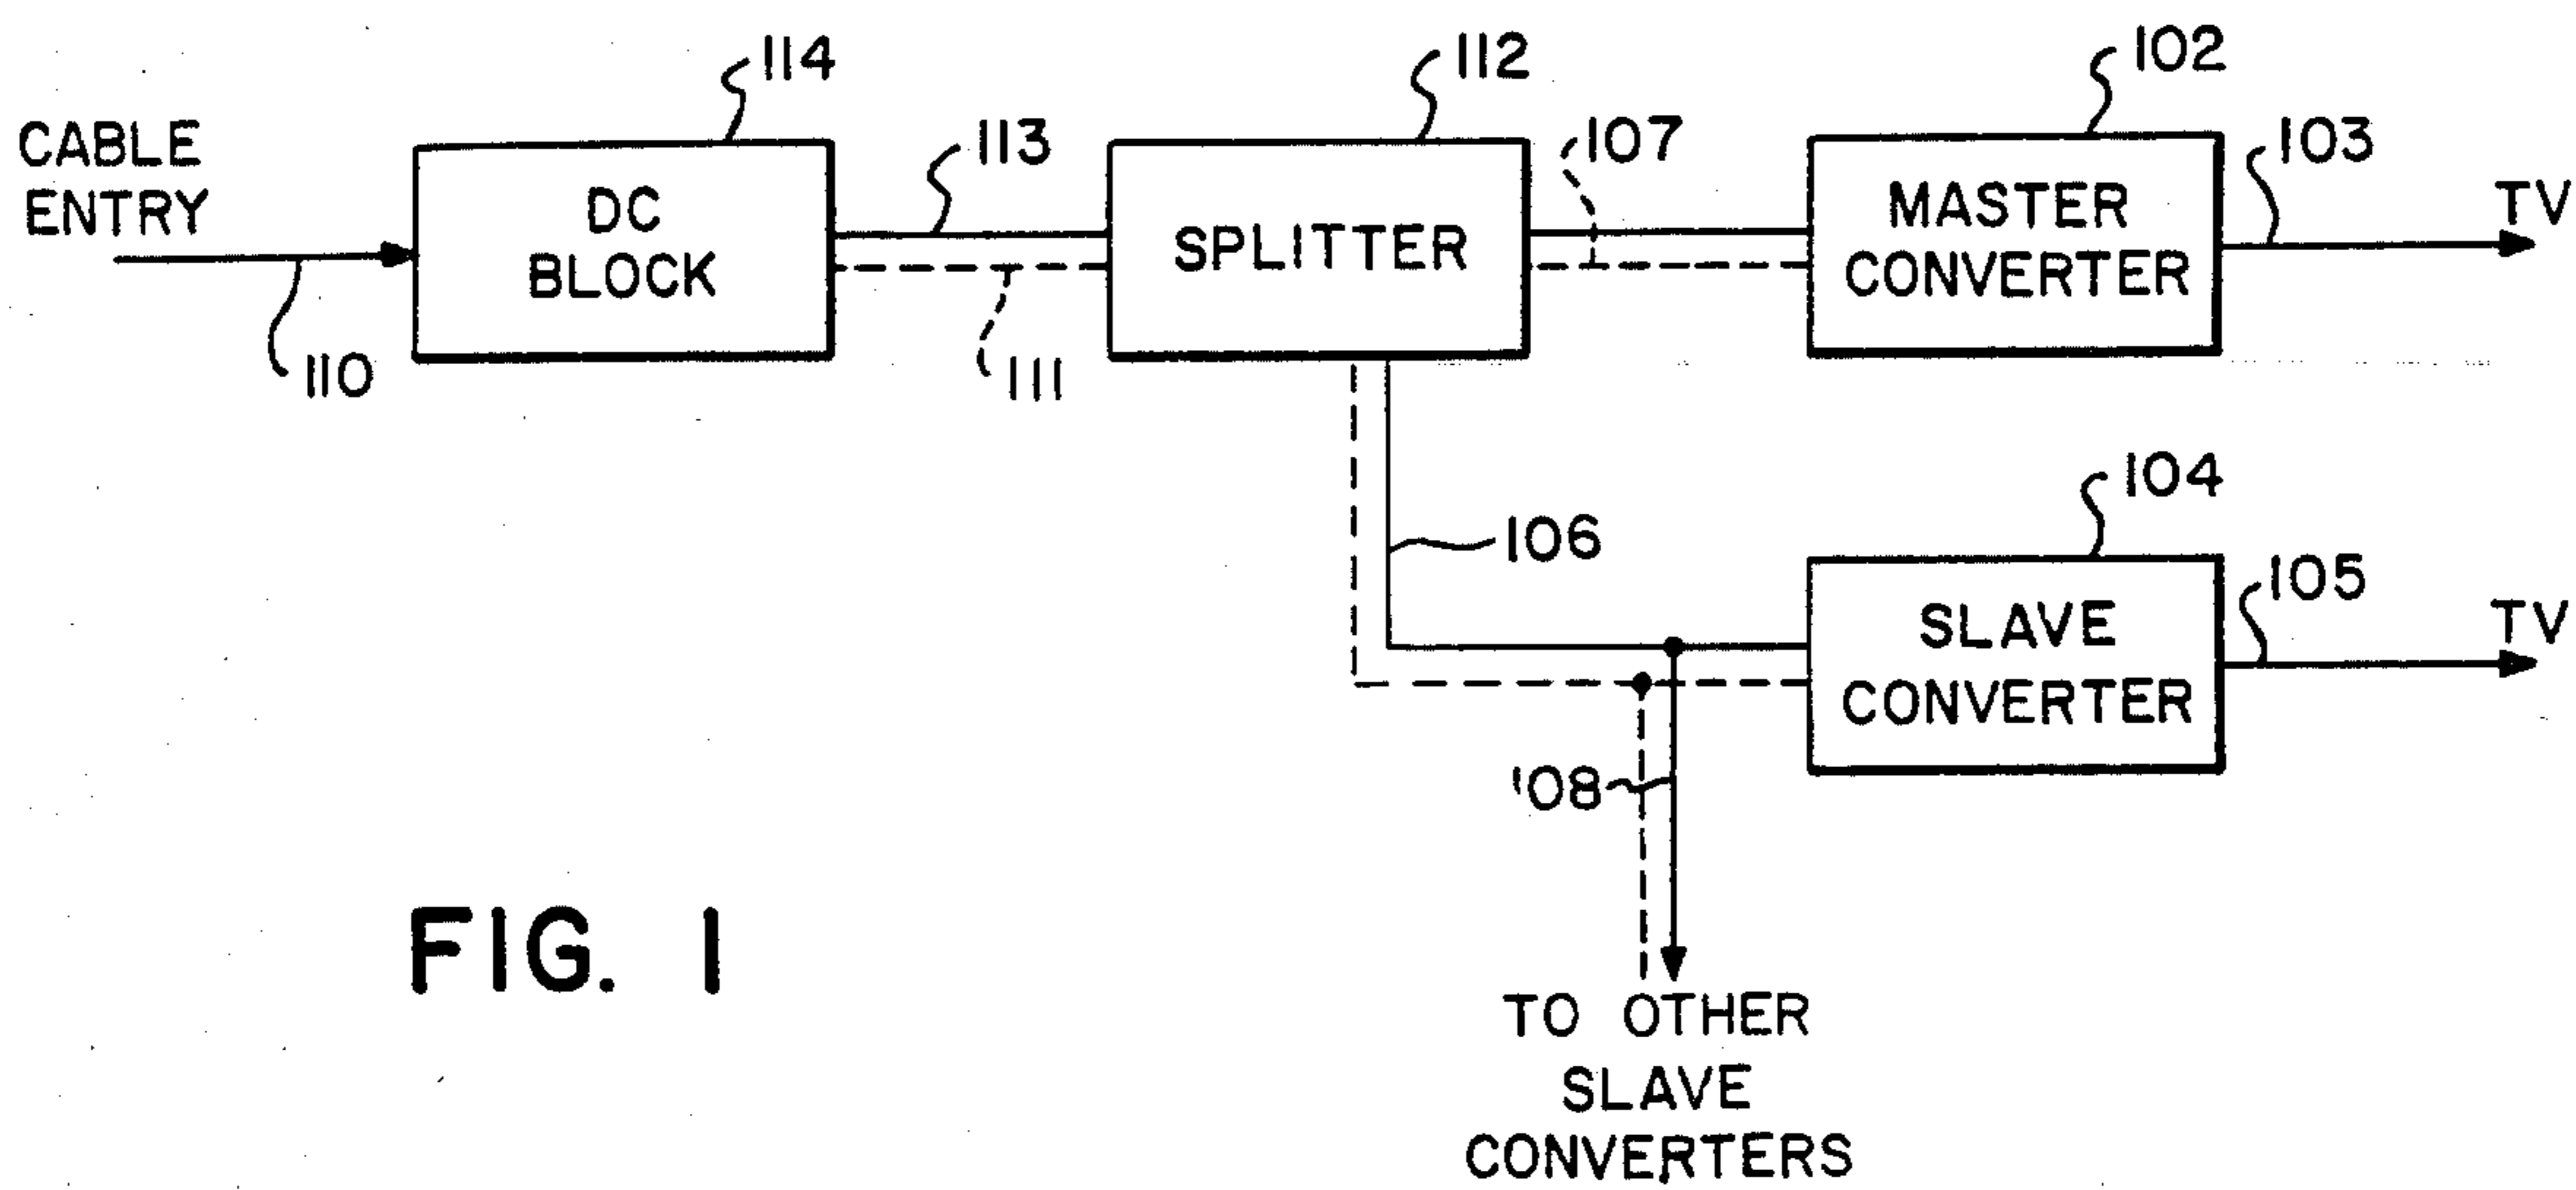 114
112
102
CABLE
ENTRY
DC
BLOCK
113
SPLITTER
107
MASTER
CONVERTER
103
TV
110
111
106
104
SLAVE
CONVERTER
105
TV
108
TO OTHER
SLAVE
CONVERTERS
FIG. 1